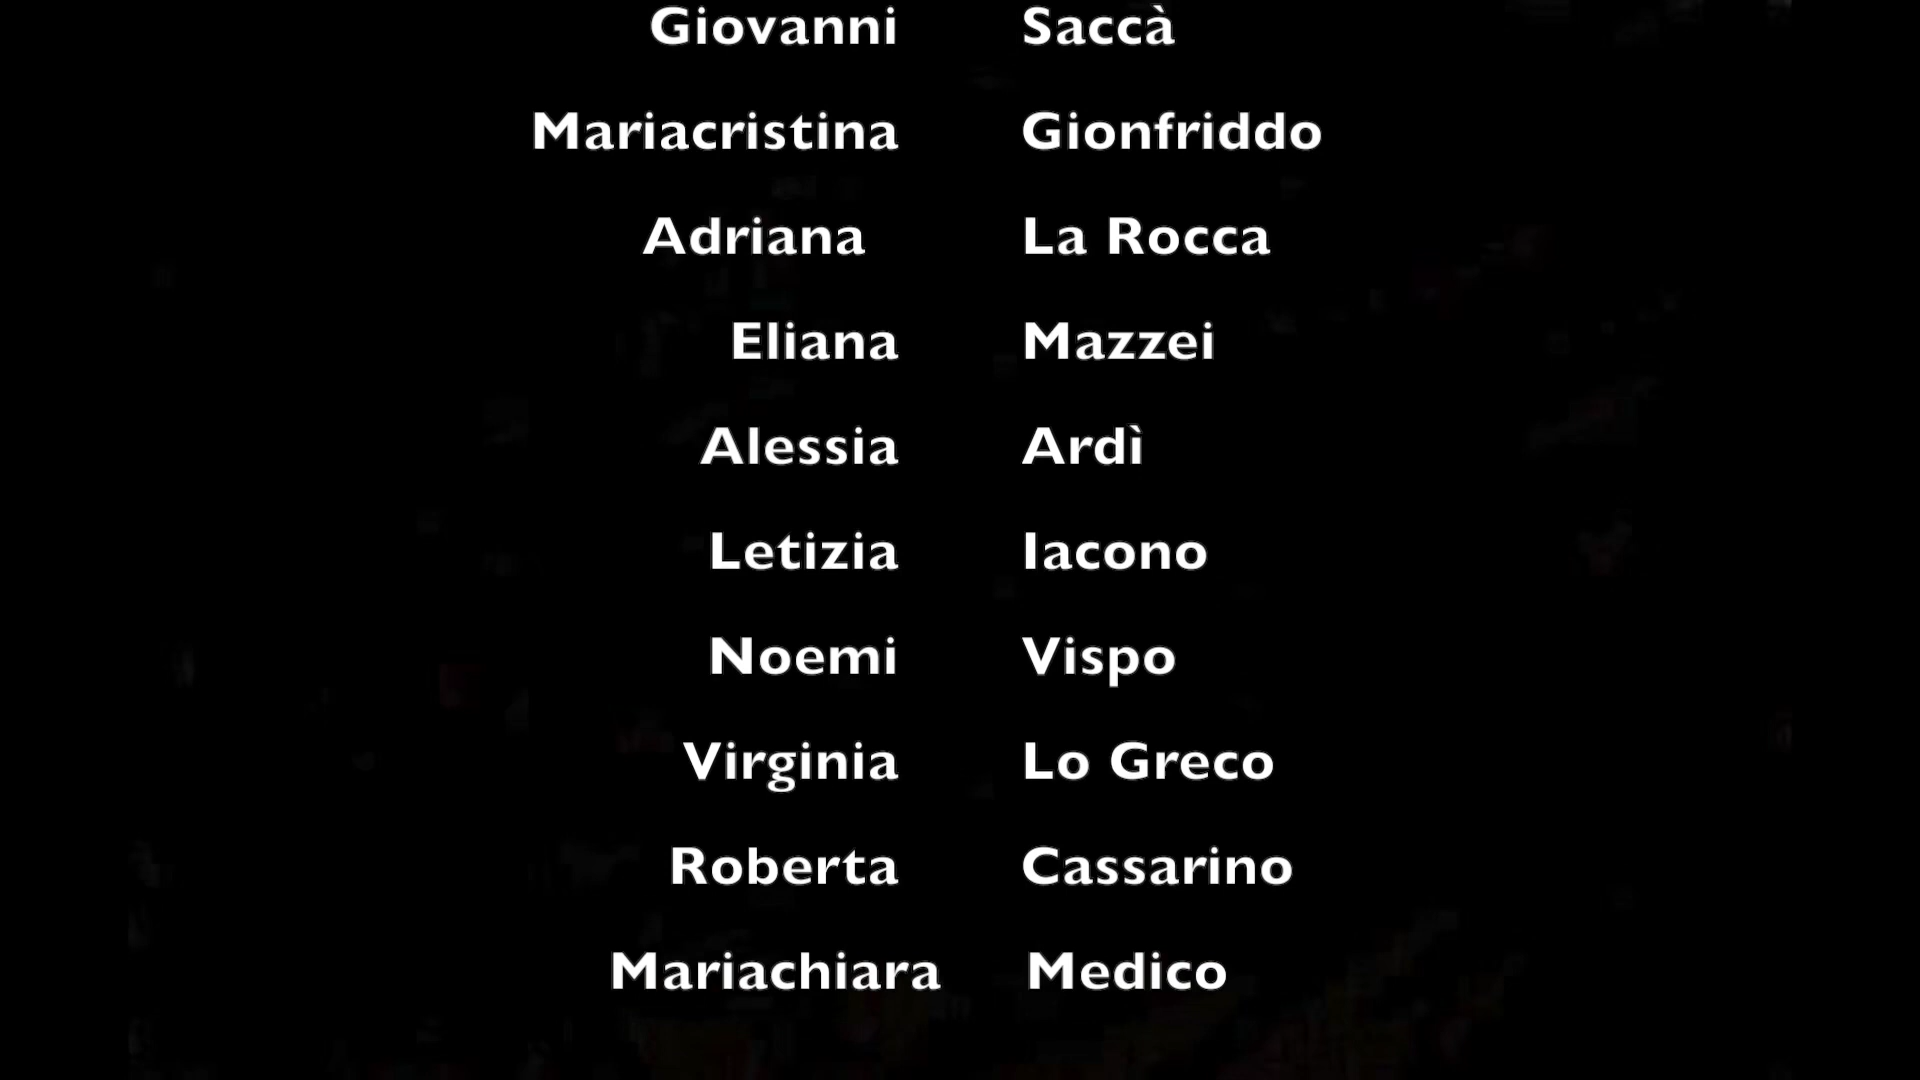 Giovanni Saccà
Mariacristina Gionfriddo
Adriana La Rocca
Eliana Mazzei
Alessia Ardì
Letizia Iacono
Noemi Vispo
Virginia Lo Greco
Roberta Cassarino
Mariachiara Medico